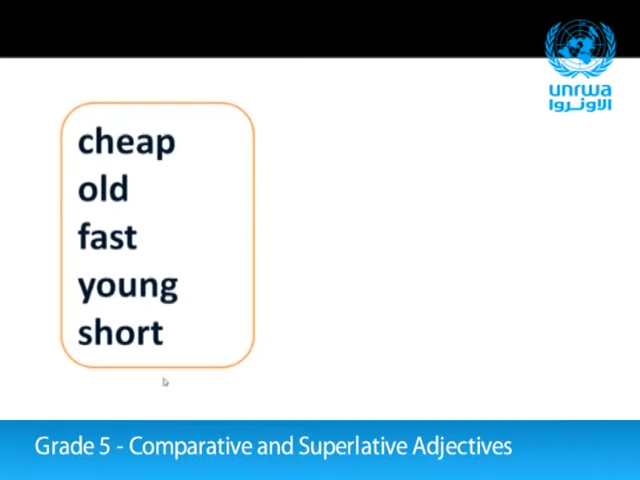 unrwa
الأونروا
cheap
old
fast
young
short
Grade 5 - Comparative and Superlative Adjectives